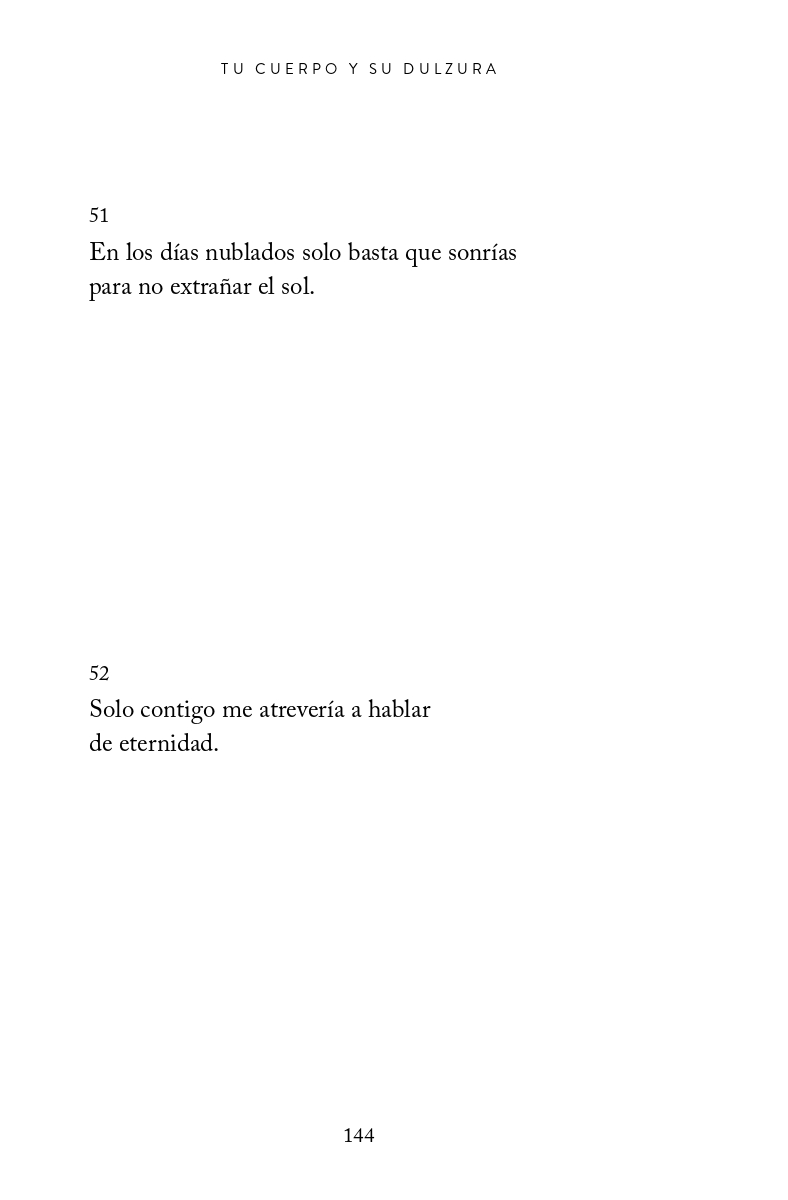 TU CUERPO Y SU DULZURA
51
En los días nublados solo basta que sonrías
para no extrañar el sol.
52
Solo contigo me atrevería a hablar
de eternidad.
144